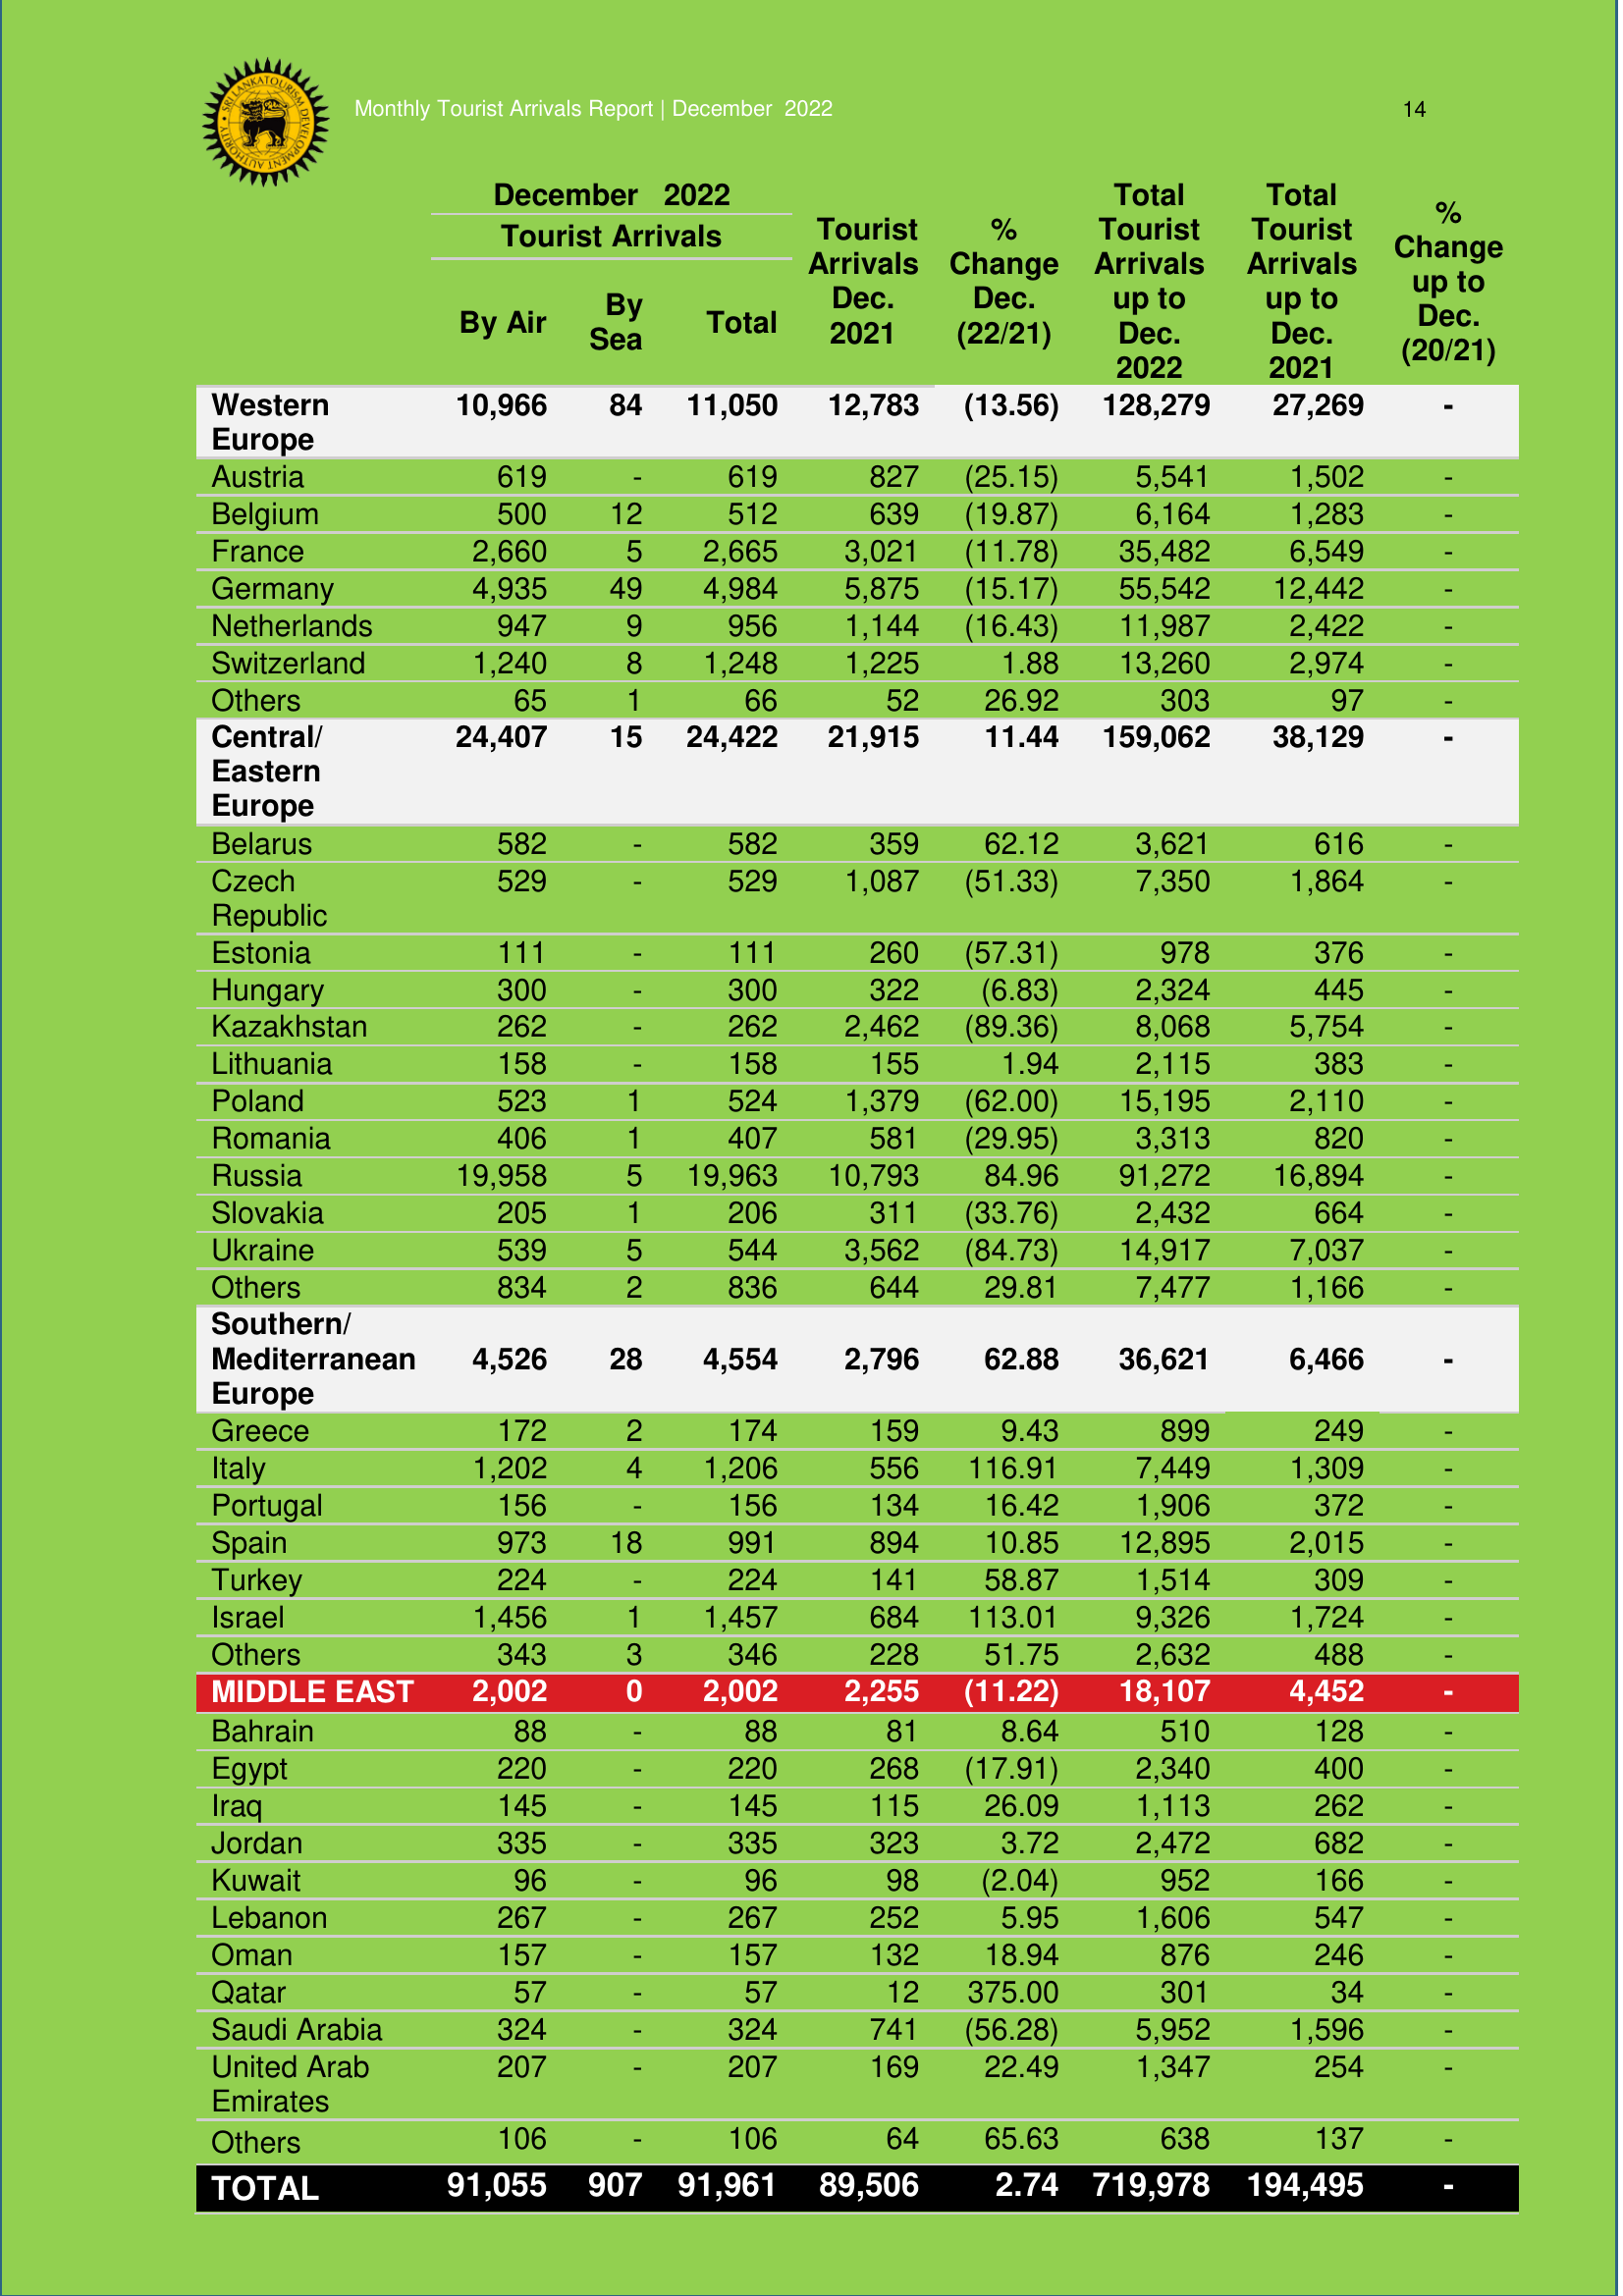 SRI LANKA TOURISM DEVELOPMENT AUTHORITY
Monthly Tourist Arrivals Report | December 2022 14
December 2022
Tourist Arrivals
By Air By Sea Total Tourist Arrivals Dec. 2021 % Change Dec. (22/21) Total Tourist Arrivals up to Dec. 2022 Total Tourist Arrivals up to Dec. 2021 % Change up to Dec. (20/21)
Western Europe 10,966 84 11,050 12,783 (13.56) 128,279 27,269 -
Austria 619 - 619 827 (25.15) 5,541 1,502 -
Belgium 500 12 512 639 (19.87) 6,164 1,283 -
France 2,660 5 2,665 3,021 (11.78) 35,482 6,549 -
Germany 4,935 49 4,984 5,875 (15.17) 55,542 12,442 -
Netherlands 947 9 956 1,144 (16.43) 11,987 2,422 -
Switzerland 1,240 8 1,248 1,225 1.88 13,260 2,974 -
Others 65 1 66 52 26.92 303 97 -
Central/ Eastern Europe 24,407 15 24,422 21,915 11.44 159,062 38,129 -
Belarus 582 - 582 359 62.12 3,621 616 -
Czech Republic 529 - 529 1,087 (51.33) 7,350 1,864 -
Estonia 111 - 111 260 (57.31) 978 376 -
Hungary 300 - 300 322 (6.83) 2,324 445 -
Kazakhstan 262 - 262 2,462 (89.36) 8,068 5,754 -
Lithuania 158 - 158 155 1.94 2,115 383 -
Poland 523 1 524 1,379 (62.00) 15,195 2,110 -
Romania 406 1 407 581 (29.95) 3,313 820 -
Russia 19,958 5 19,963 10,793 84.96 91,272 16,894 -
Slovakia 205 1 206 311 (33.76) 2,432 664 -
Ukraine 539 5 544 3,562 (84.73) 14,917 7,037 -
Others 834 2 836 644 29.81 7,477 1,166 -
Southern/ Mediterranean Europe 4,526 28 4,554 2,796 62.88 36,621 6,466 -
Greece 172 2 174 159 9.43 899 249 -
Italy 1,202 4 1,206 556 116.91 7,449 1,309 -
Portugal 156 - 156 134 16.42 1,906 372 -
Spain 973 18 991 894 10.85 12,895 2,015 -
Turkey 224 - 224 141 58.87 1,514 309 -
Israel 1,456 1 1,457 684 113.01 9,326 1,724 -
Others 343 3 346 228 51.75 2,632 488 -
MIDDLE EAST 2,002 0 2,002 2,255 (11.22) 18,107 4,452 -
Bahrain 88 - 88 81 8.64 510 128 -
Egypt 220 - 220 268 (17.91) 2,340 400 -
Iraq 145 - 145 115 26.09 1,113 262 -
Jordan 335 - 335 323 3.72 2,472 682 -
Kuwait 96 - 96 98 (2.04) 952 166 -
Lebanon 267 - 267 252 5.95 1,606 547 -
Oman 157 - 157 132 18.94 876 246 -
Qatar 57 - 57 12 375.00 301 34 -
Saudi Arabia 324 - 324 741 (56.28) 5,952 1,596 -
United Arab Emirates 207 - 207 169 22.49 1,347 254 -
Others 106 - 106 64 65.63 638 137 -
TOTAL 91,055 907 91,961 89,506 2.74 719,978 194,495 -